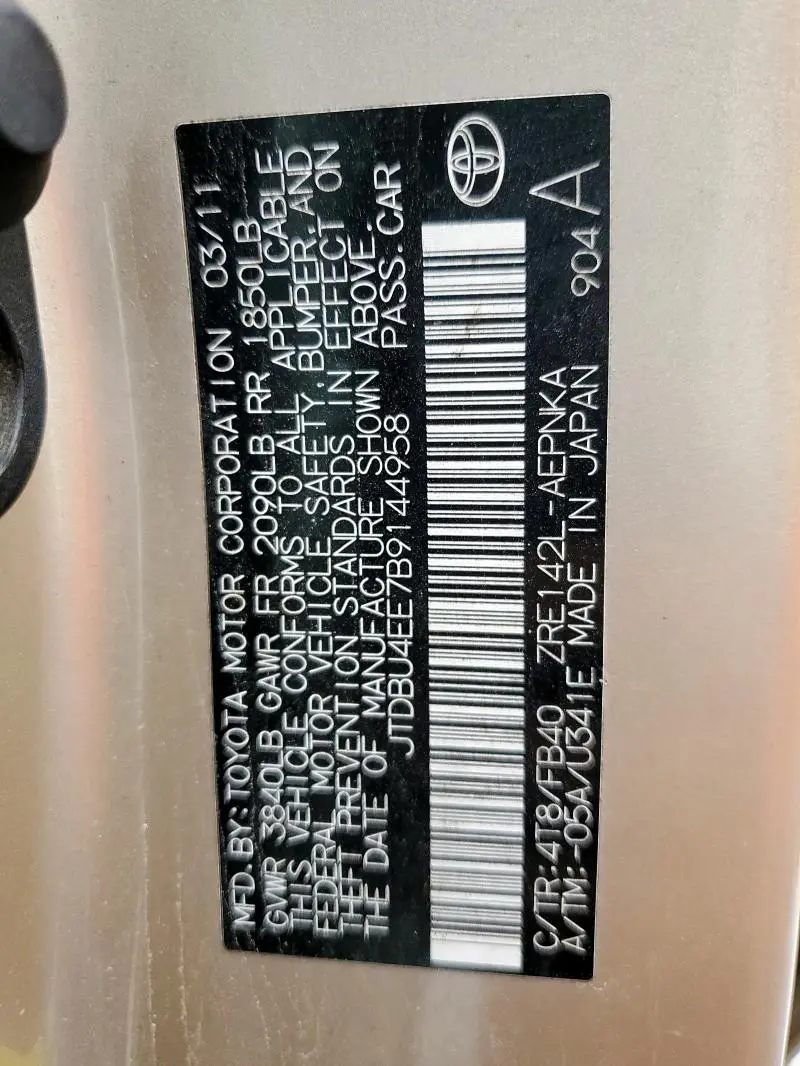 MFD. BY: TOYOTA MOTOR CORPORATION 03/11
GVWR 3840LB GAWR FR 2090LB RR 1850LB
THIS VEHICLE CONFORMS TO ALL APPLICABLE
FEDERAL MOTOR VEHICLE SAFETY, BUMPER, AND
THEFT PREVENTION STANDARDS IN EFFECT ON
THE DATE OF MANUFACTURE SHOWN ABOVE.
JTDBU4EE7B9144958 PASS. CAR
C/TR: 4T8/FB40 ZRE142L-AEPNKA
A/TM: -05A/U341E MADE IN JAPAN 904 A